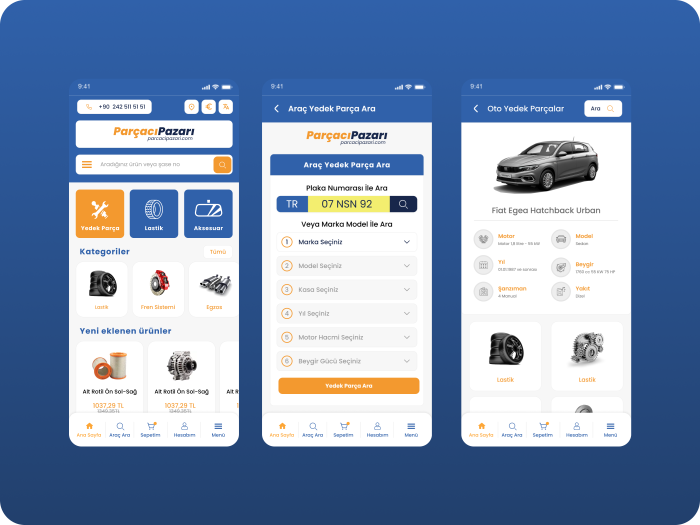 9:41
+90 242 511 51 51
ParçacıPazarı
parcacipazari.com
Aradığınız ürün veya şase no
Yedek Parça
Lastik
Aksesuar
Kategoriler
Tümü
Lastik
Fren Sistemi
Egzos
Yeni eklenen ürünler
Alt Rotil Ön Sol-Sağ
1037,29 TL
1349,25TL
Alt Rotil Ön Sol-Sağ
1037,29 TL
1349,25TL
Alt
Ana Sayfa
Araç Ara
Sepetim
Hesabım
Menü
9:41
Araç Yedek Parça Ara
ParçacıPazarı
parcacipazari.com
Araç Yedek Parça Ara
Plaka Numarası İle Ara
TR
07 NSN 92
Veya Marka Model İle Ara
1 Marka Seçiniz
2 Model Seçiniz
3 Kasa Seçiniz
4 Yıl Seçiniz
5 Motor Hacmi Seçiniz
6 Beygir Gücü Seçiniz
Yedek Parça Ara
Ana Sayfa
Araç Ara
Sepetim
Hesabım
Menü
9:41
Oto Yedek Parçalar
Ara
Fiat Egea Hatchback Urban
Motor
Model
Sedan
Yıl
Beygir
Şanzıman
4 Manuel
Yakıt
Dizel
Lastik
Lastik
Ana Sayfa
Araç Ara
Sepetim
Hesabım
Menü